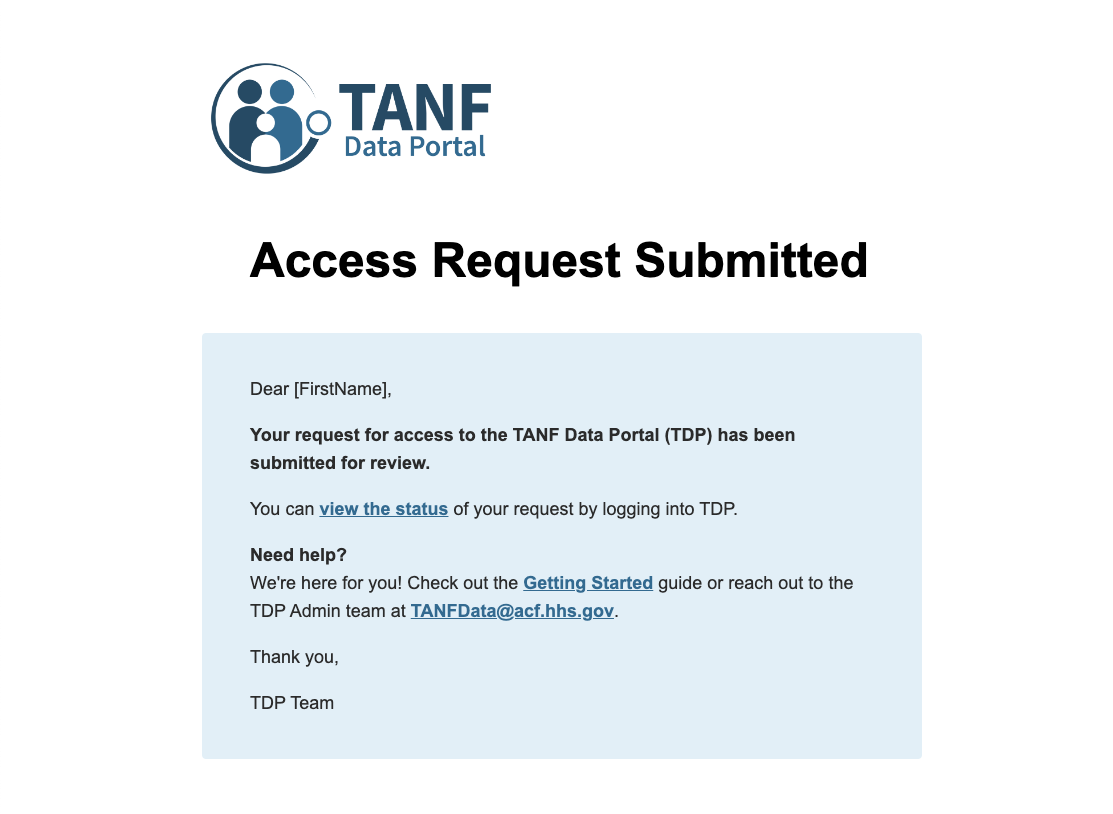 TANF
Data Portal
Access Request Submitted
Dear [FirstName],
Your request for access to the TANF Data Portal (TDP) has been
submitted for review.
You can view the status of your request by logging into TDP.
Need help?
We're here for you! Check out the Getting Started guide or reach out to the
TDP Admin team at TANFData@acf.hhs.gov.
Thank you,
TDP Team